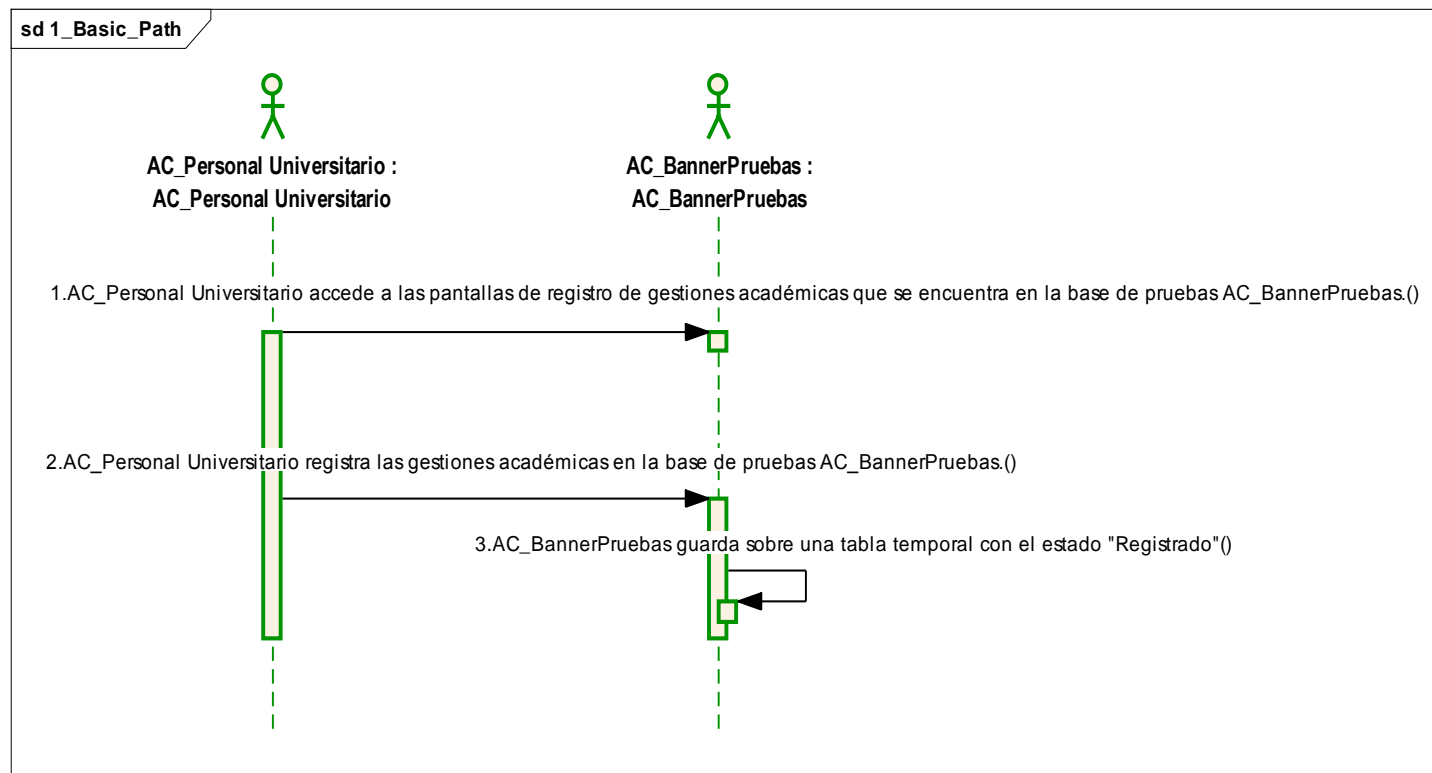 sd 1_Basic_Path
AC_Personal Universitario :
AC_Personal Universitario
AC_BannerPruebas :
AC_BannerPruebas
1.AC_Personal Universitario accede a las pantallas de registro de gestiones académicas que se encuentra en la base de pruebas AC_BannerPruebas.()
2.AC_Personal Universitario registra las gestiones académicas en la base de pruebas AC_BannerPruebas.()
3.AC_BannerPruebas guarda sobre una tabla temporal con el estado "Registrado"()